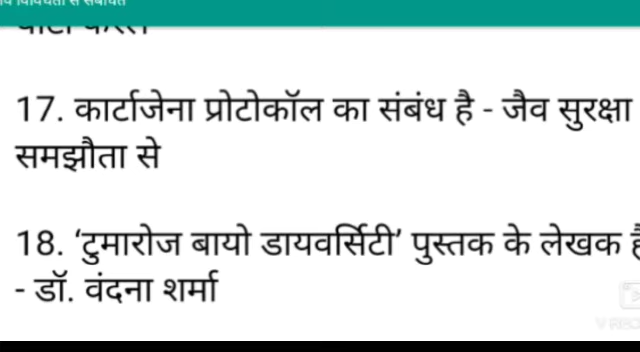 17. कार्टाजेना प्रोटोकॉल का संबंध है - जैव सुरक्षा
समझौता से
18. ‘टुमारोज बायो डायवर्सिटी’ पुस्तक के लेखक
- डॉ. वंदना शर्मा